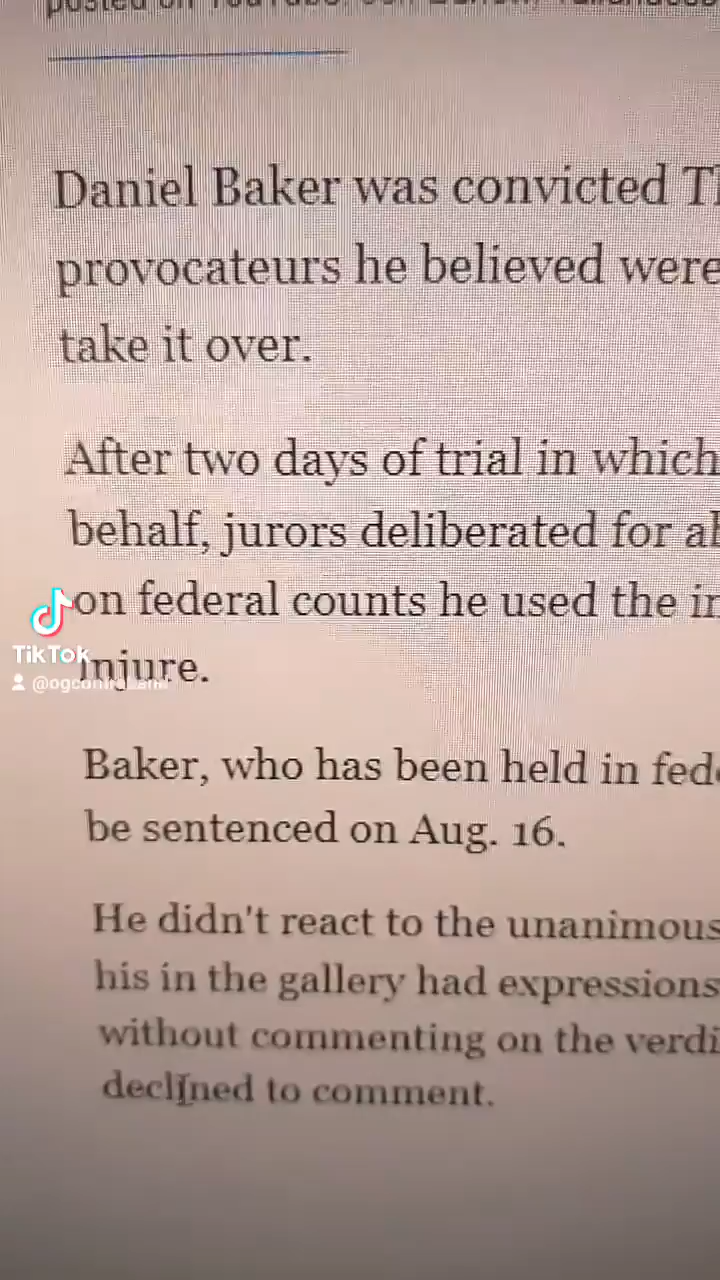 posted on YouTube.
Daniel Baker was convicted
provocateurs he believed were
take it over.
After two days of trial in which
behalf, jurors deliberated for
on federal counts he used the
injure.
TikTok
Baker, who has been held in
be sentenced on Aug. 16.
He didn't react to the unanimous
his in the gallery had expressions
without commenting on the
declined to comment.